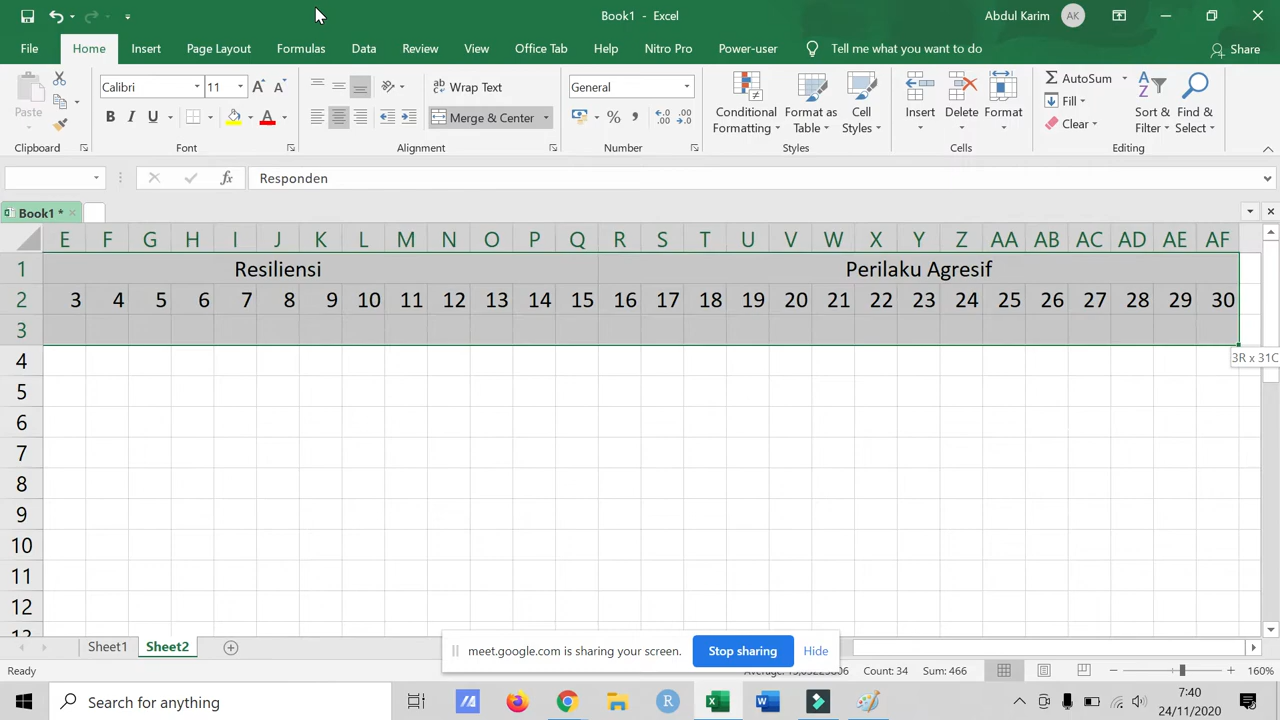 Book1 - Excel
Abdul Karim
AK
File Home Insert Page Layout Formulas Data Review View Office Tab Help Nitro Pro Power-user Tell me what you want to do Share
Paste
Clipboard
Calibri 11
B I U
Font
Wrap Text
Merge & Center
Alignment
General
Number
Conditional Formatting
Format as Table
Cell Styles
Styles
Insert Delete Format
Cells
AutoSum
Fill
Clear
Sort & Filter
Find & Select
Editing
fx Responden
Book1 *
E F G H I J K L M N O P Q R S T U V W X Y Z AA AB AC AD AE AF
1 Resiliensi Perilaku Agresif
2 3 4 5 6 7 8 9 10 11 12 13 14 15 16 17 18 19 20 21 22 23 24 25 26 27 28 29 30
3
3R x 31C
4
5
6
7
8
9
10
11
12
Sheet1 Sheet2
meet.google.com is sharing your screen. Stop sharing Hide
Ready Count: 34 Sum: 466 160%
Search for anything
7:40
24/11/2020